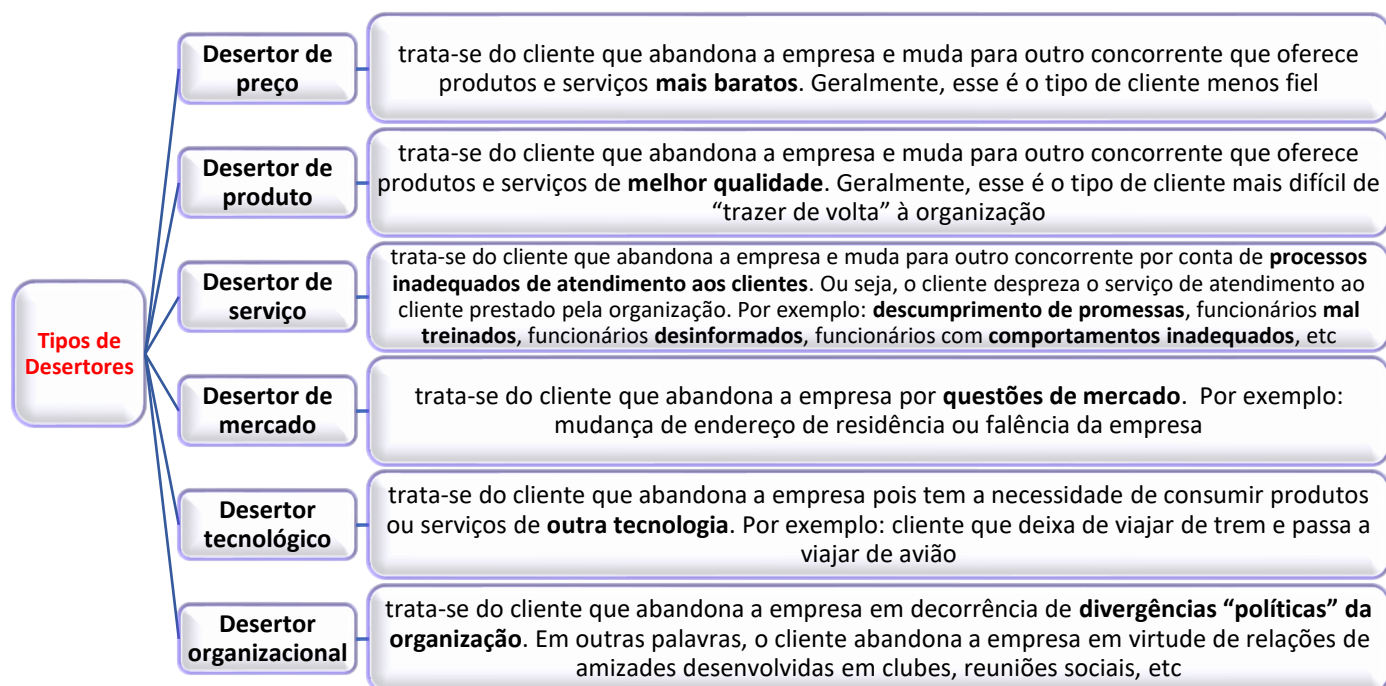 Tipos de
Desertores
Desertor de
preço
trata-se do cliente que abandona a empresa e muda para outro concorrente que oferece
produtos e serviços mais baratos. Geralmente, esse é o tipo de cliente menos fiel
Desertor de
produto
trata-se do cliente que abandona a empresa e muda para outro concorrente que oferece
produtos e serviços de melhor qualidade. Geralmente, esse é o tipo de cliente mais difícil de
“trazer de volta” à organização
Desertor de
serviço
trata-se do cliente que abandona a empresa e muda para outro concorrente por conta de processos
inadequados de atendimento aos clientes. Ou seja, o cliente despreza o serviço de atendimento ao
cliente prestado pela organização. Por exemplo: descumprimento de promessas, funcionários mal
treinados, funcionários desinformados, funcionários com comportamentos inadequados, etc
Desertor de
mercado
trata-se do cliente que abandona a empresa por questões de mercado. Por exemplo:
mudança de endereço de residência ou falência da empresa
Desertor
tecnológico
trata-se do cliente que abandona a empresa pois tem a necessidade de consumir produtos
ou serviços de outra tecnologia. Por exemplo: cliente que deixa de viajar de trem e passa a
viajar de avião
Desertor
organizacional
trata-se do cliente que abandona a empresa em decorrência de divergências “políticas” da
organização. Em outras palavras, o cliente abandona a empresa em virtude de relações de
amizades desenvolvidas em clubes, reuniões sociais, etc